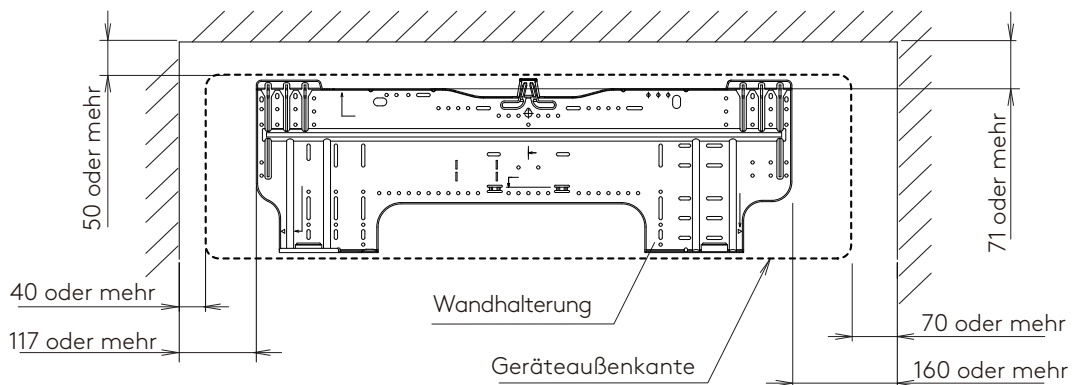 50 oder mehr
71 oder mehr
40 oder mehr
117 oder mehr
Wandhalterung
Geräteaußenkante
70 oder mehr
160 oder mehr